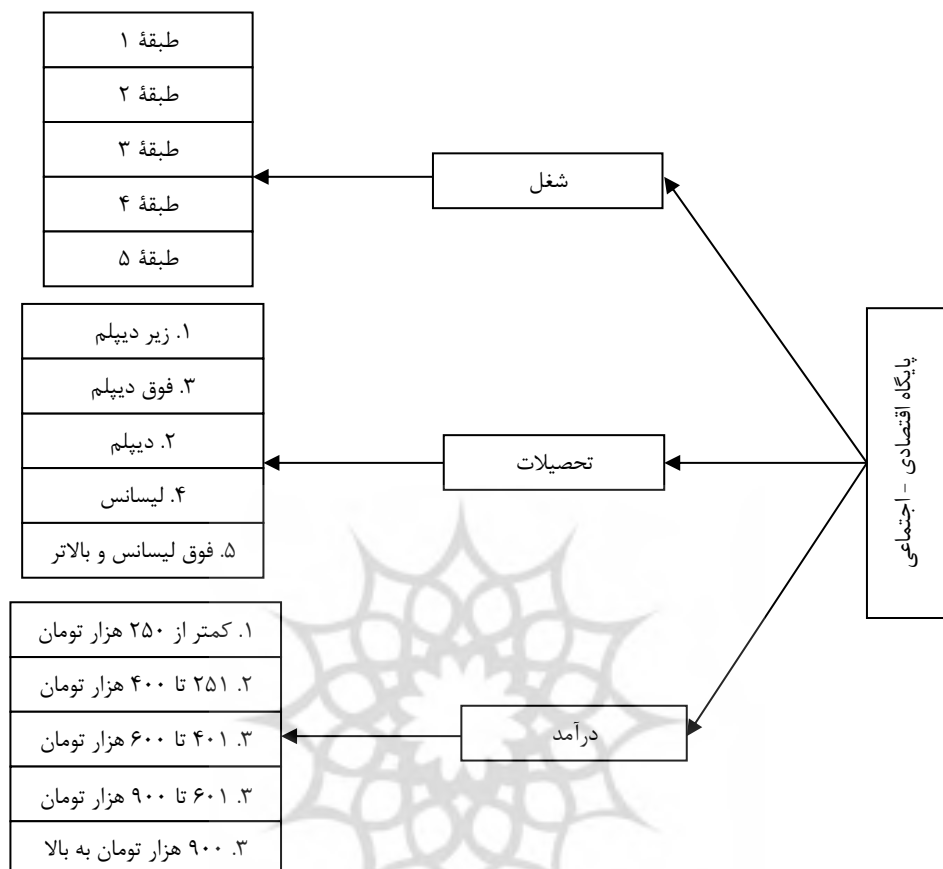 پایگاه اقتصادی - اجتماعی
شغل
طبقهٔ ۱
طبقهٔ ۲
طبقهٔ ۳
طبقهٔ ۴
طبقهٔ ۵
تحصیلات
۱. زیر دیپلم
۳. فوق دیپلم
۲. دیپلم
۴. لیسانس
۵. فوق لیسانس و بالاتر
درآمد
۱. کمتر از ۲۵۰ هزار تومان
۲. ۲۵۱ تا ۴۰۰ هزار تومان
۳. ۴۰۱ تا ۶۰۰ هزار تومان
۳. ۶۰۱ تا ۹۰۰ هزار تومان
۳. ۹۰۰ هزار تومان به بالا